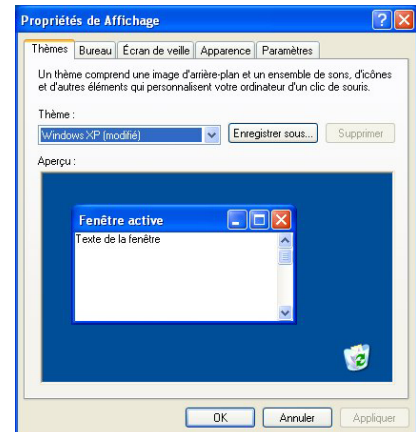 Propriétés de Affichage
Thèmes Bureau Écran de veille Apparence Paramètres
Un thème comprend une image d'arrière-plan et un ensemble de sons, d'icônes
et d'autres éléments qui personnalisent votre ordinateur d'un clic de souris.
Thème :
Windows XP (modifié) Enregistrer sous... Supprimer
Aperçu :
Fenêtre active
Texte de la fenêtre
OK Annuler Appliquer